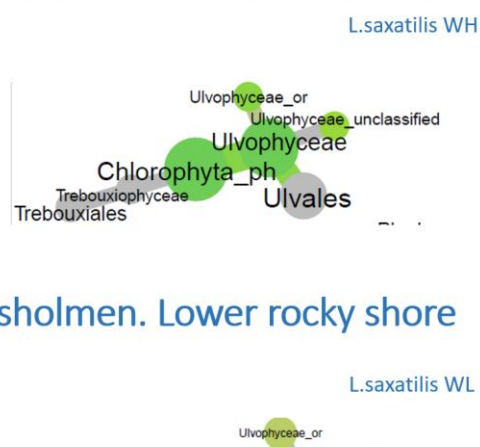 L.saxatilis WH
Ulvophyceae_or
Ulvophyceae_unclassified
Ulvophyceae
Chlorophyta_ph
Trebouxiophyceae
Ulvales
Trebouxiales
sholmen. Lower rocky shore
L.saxatilis WL
Ulvophyceae_or